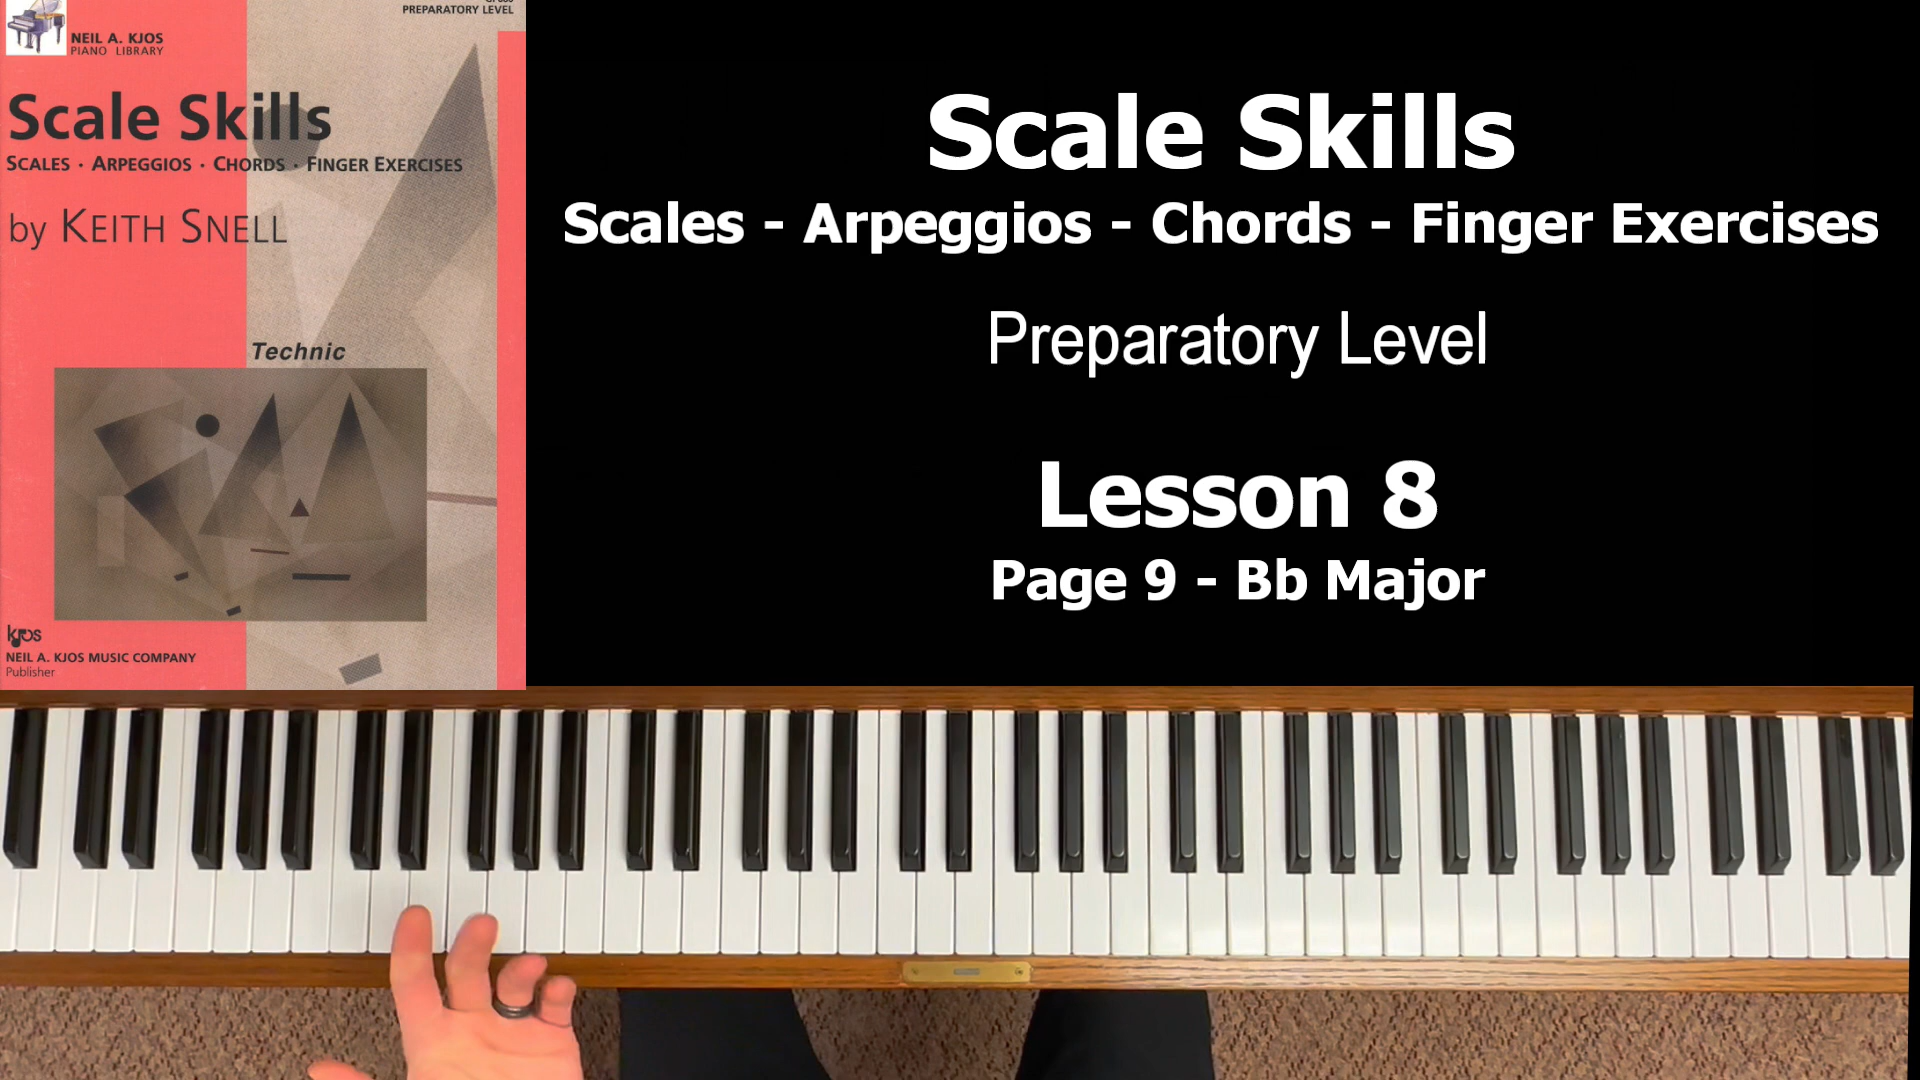 PREPARATORY LEVEL
NEIL A. KJOS
PIANO LIBRARY
Scale Skills
SCALES · ARPEGGIOS · CHORDS · FINGER EXERCISES
by KEITH SNELL
Technic
kjos
NEIL A. KJOS MUSIC COMPANY
Publisher
Scale Skills
Scales - Arpeggios - Chords - Finger Exercises
Preparatory Level
Lesson 8
Page 9 - Bb Major